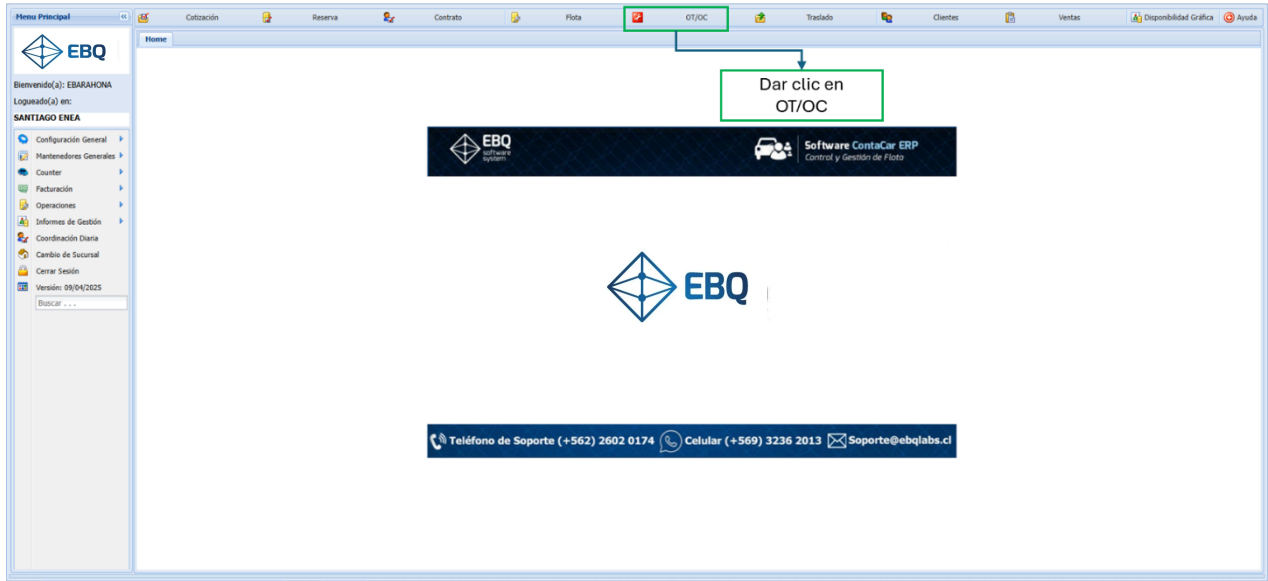 Menu Principal
Cotización
Reserva
Contrato
Flota
OT/OC
Traslado
Clientes
Ventas
Disponibilidad Gráfica
Ayuda
Home
EBQ
Bienvenido(a): EBARAHONA
Logueado(a) en:
SANTIAGO ENEA
Configuración General
Mantenedores Generales
Counter
Facturación
Operaciones
Informes de Gestión
Coordinación Diaria
Cambio de Sucursal
Cerrar Sesión
Versión: 09/04/2025
Buscar . . .
Dar clic en
OT/OC
EBQ
software
system
Software ContaCar ERP
Control y Gestión de Flota
EBQ
Teléfono de Soporte (+562) 2602 0174 Celular (+569) 3236 2013 Soporte@ebqlabs.cl